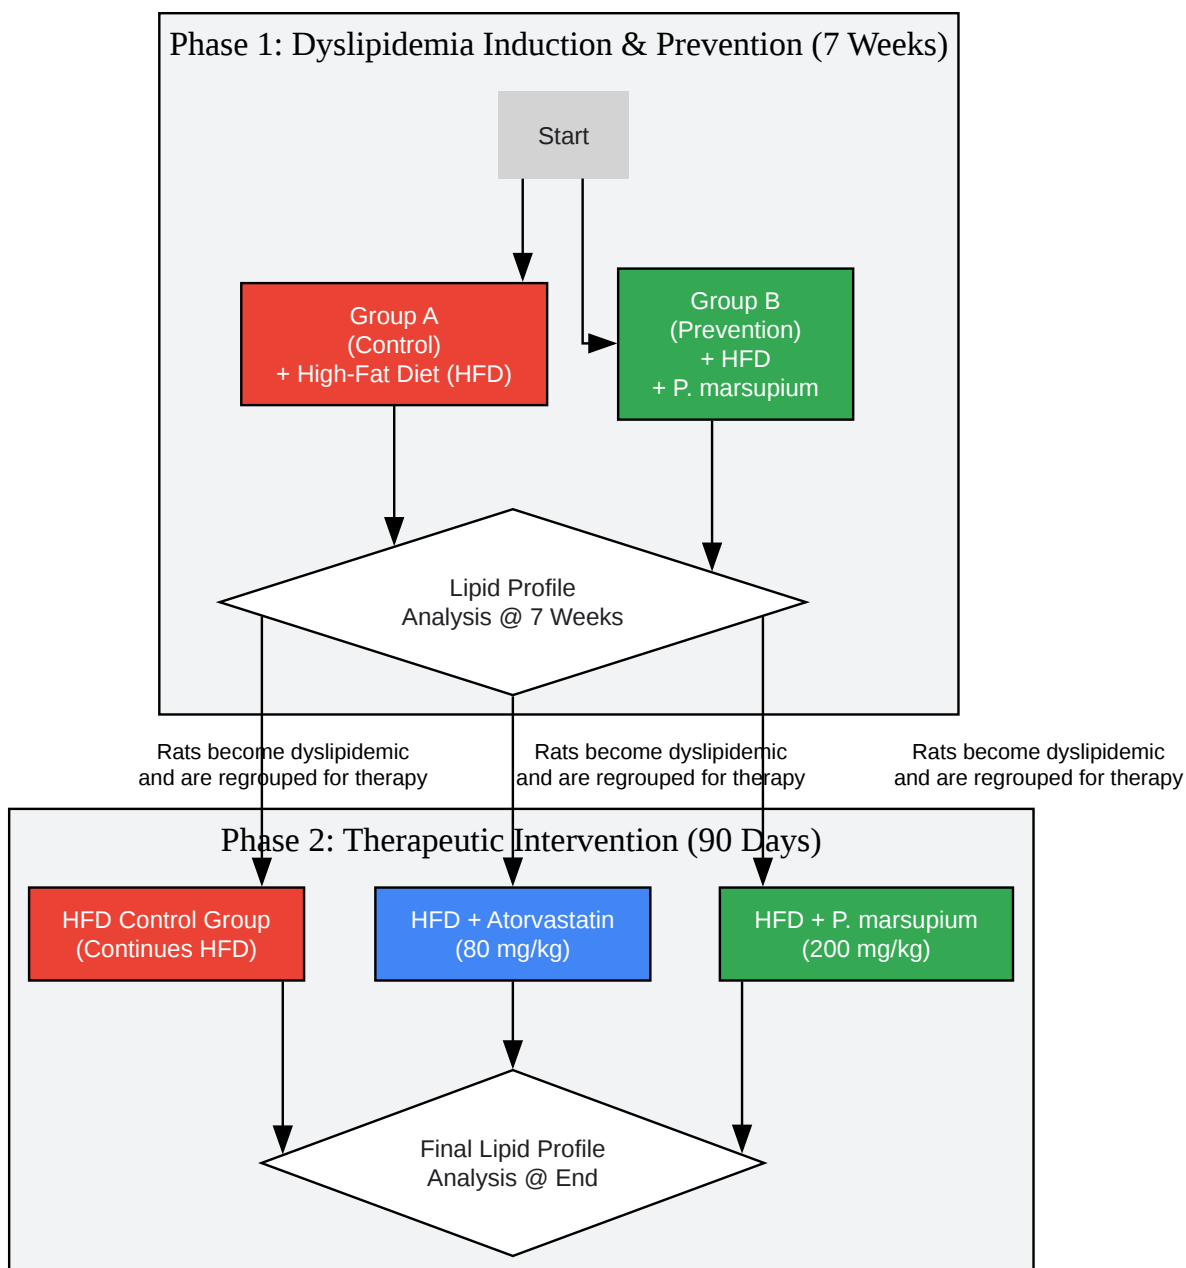 Phase 1: Dyslipidemia Induction & Prevention (7 Weeks)
Start
Group A
(Control)
+ High-Fat Diet (HFD)
Group B
(Prevention)
+ HFD
+ P. marsupium
Lipid Profile
Analysis @ 7 Weeks
Rats become dyslipidemic
and are regrouped for therapy
Rats become dyslipidemic
and are regrouped for therapy
Rats become dyslipidemic
and are regrouped for therapy
Phase 2: Therapeutic Intervention (90 Days)
HFD Control Group
(Continues HFD)
HFD + Atorvastatin
(80 mg/kg)
HFD + P. marsupium
(200 mg/kg)
Final Lipid Profile
Analysis @ End